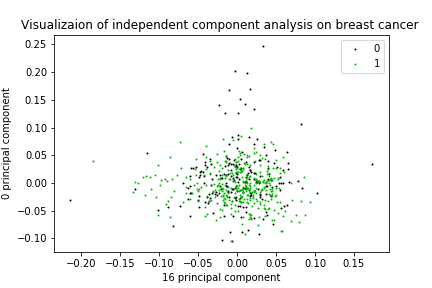 Visualizaion of independent component analysis on breast cancer
0
1
0.25
0.20
0.15
0.10
0.05
0.00
−0.05
−0.10
0 principal component
−0.20 −0.15 −0.10 −0.05 0.00 0.05 0.10 0.15
16 principal component